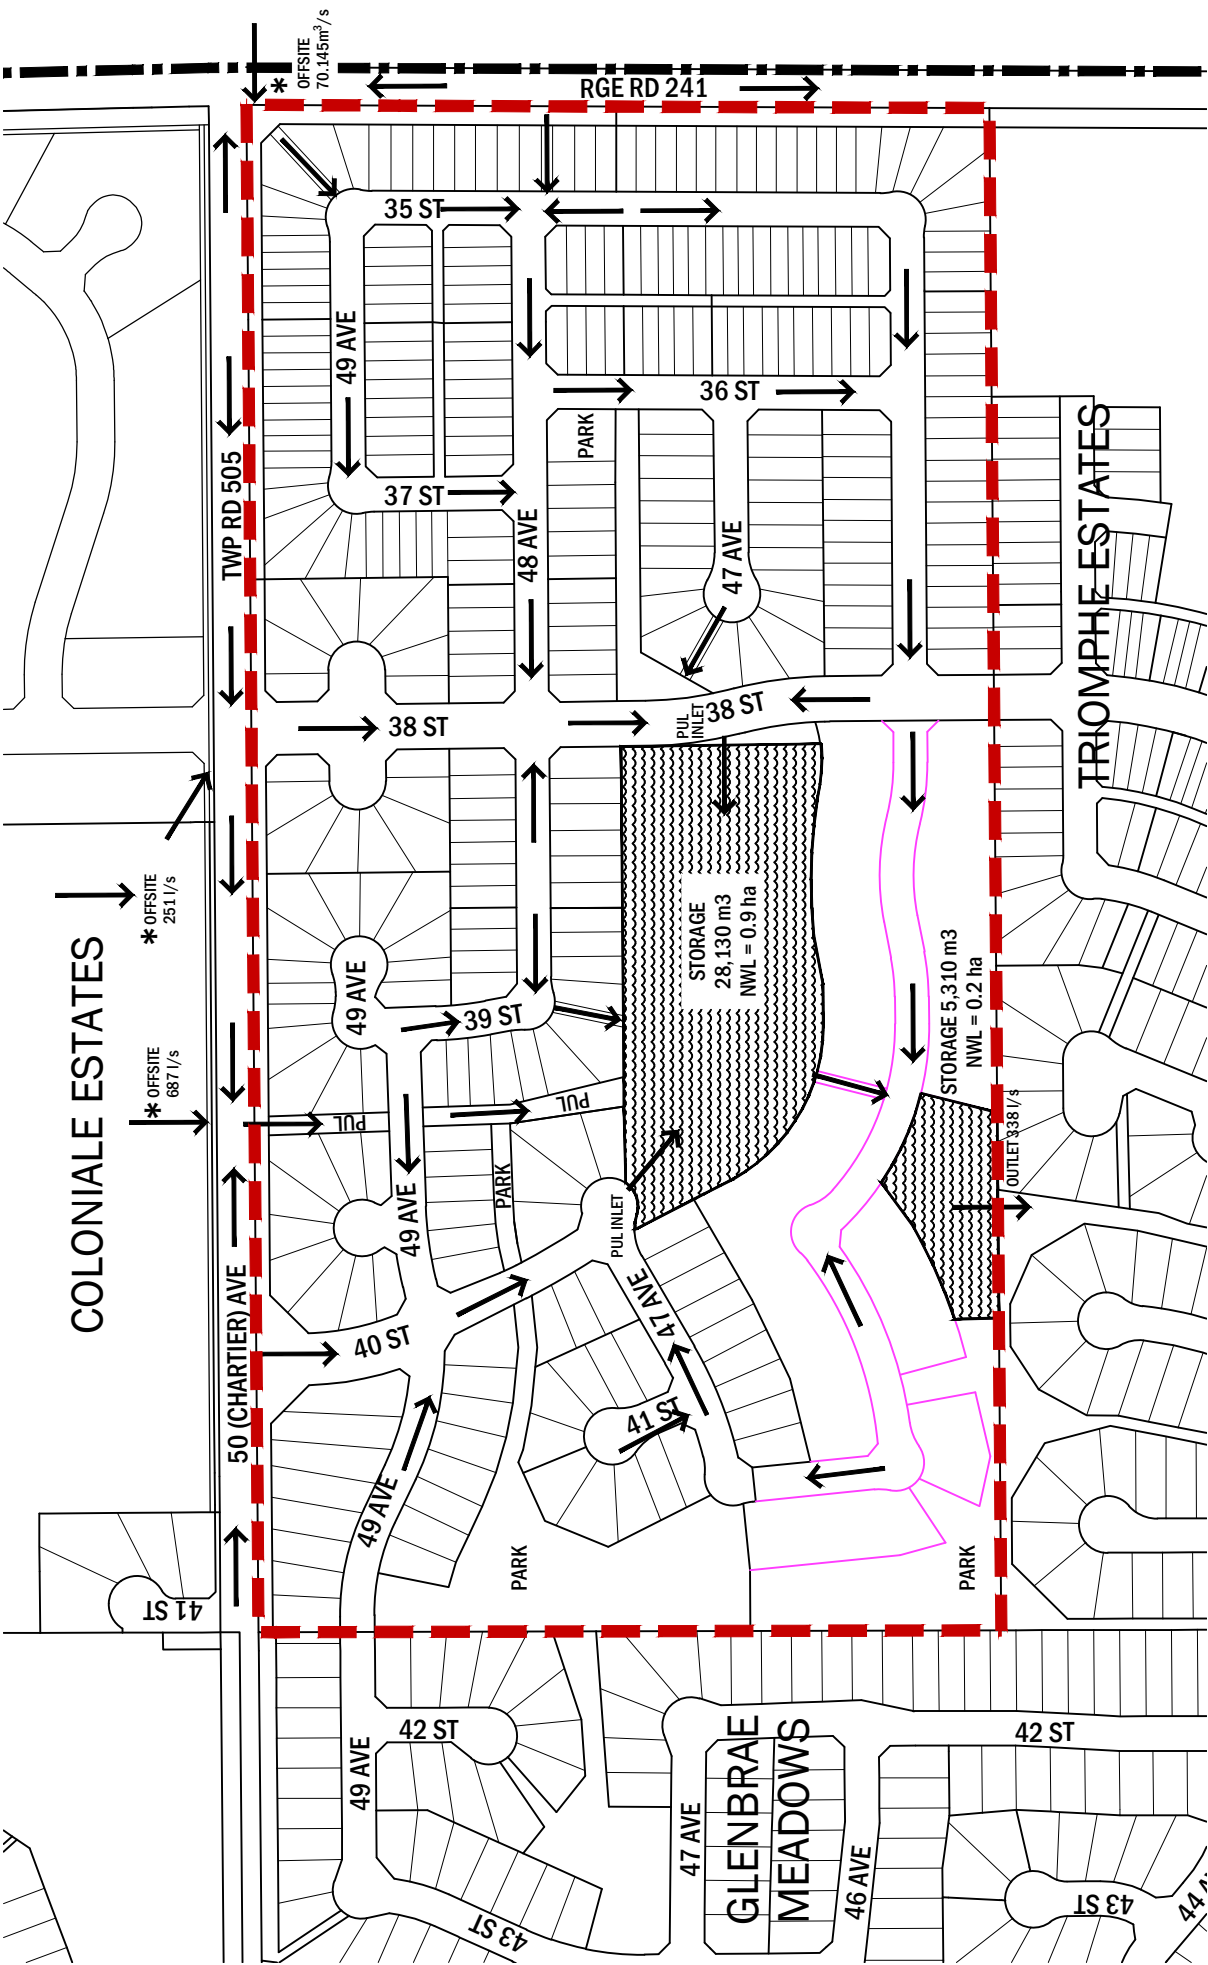 * OFFSITE
70.145m³/s
RGE RD 241
35 ST
49 AVE
36 ST
PARK
TWP RD 505
37 ST
48 AVE
47 AVE
TRIOMPHE ESTATES
38 ST
38 ST
PUL
INLET
* OFFSITE
251 l/s
STORAGE
28,130 m3
NWL = 0.9 ha
COLONIALE ESTATES
49 AVE
39 ST
STORAGE 5,310 m3
NWL = 0.2 ha
* OFFSITE
687 l/s
PUL
PUL
OUTLET 338 l/s
PARK
49 AVE
PUL INLET
50 (CHARTIER) AVE
40 ST
47 AVE
41 ST
49 AVE
PARK
PARK
41 ST
42 ST
49 AVE
GLENBRAE
MEADOWS
42 ST
47 AVE
46 AVE
43 ST
43 ST